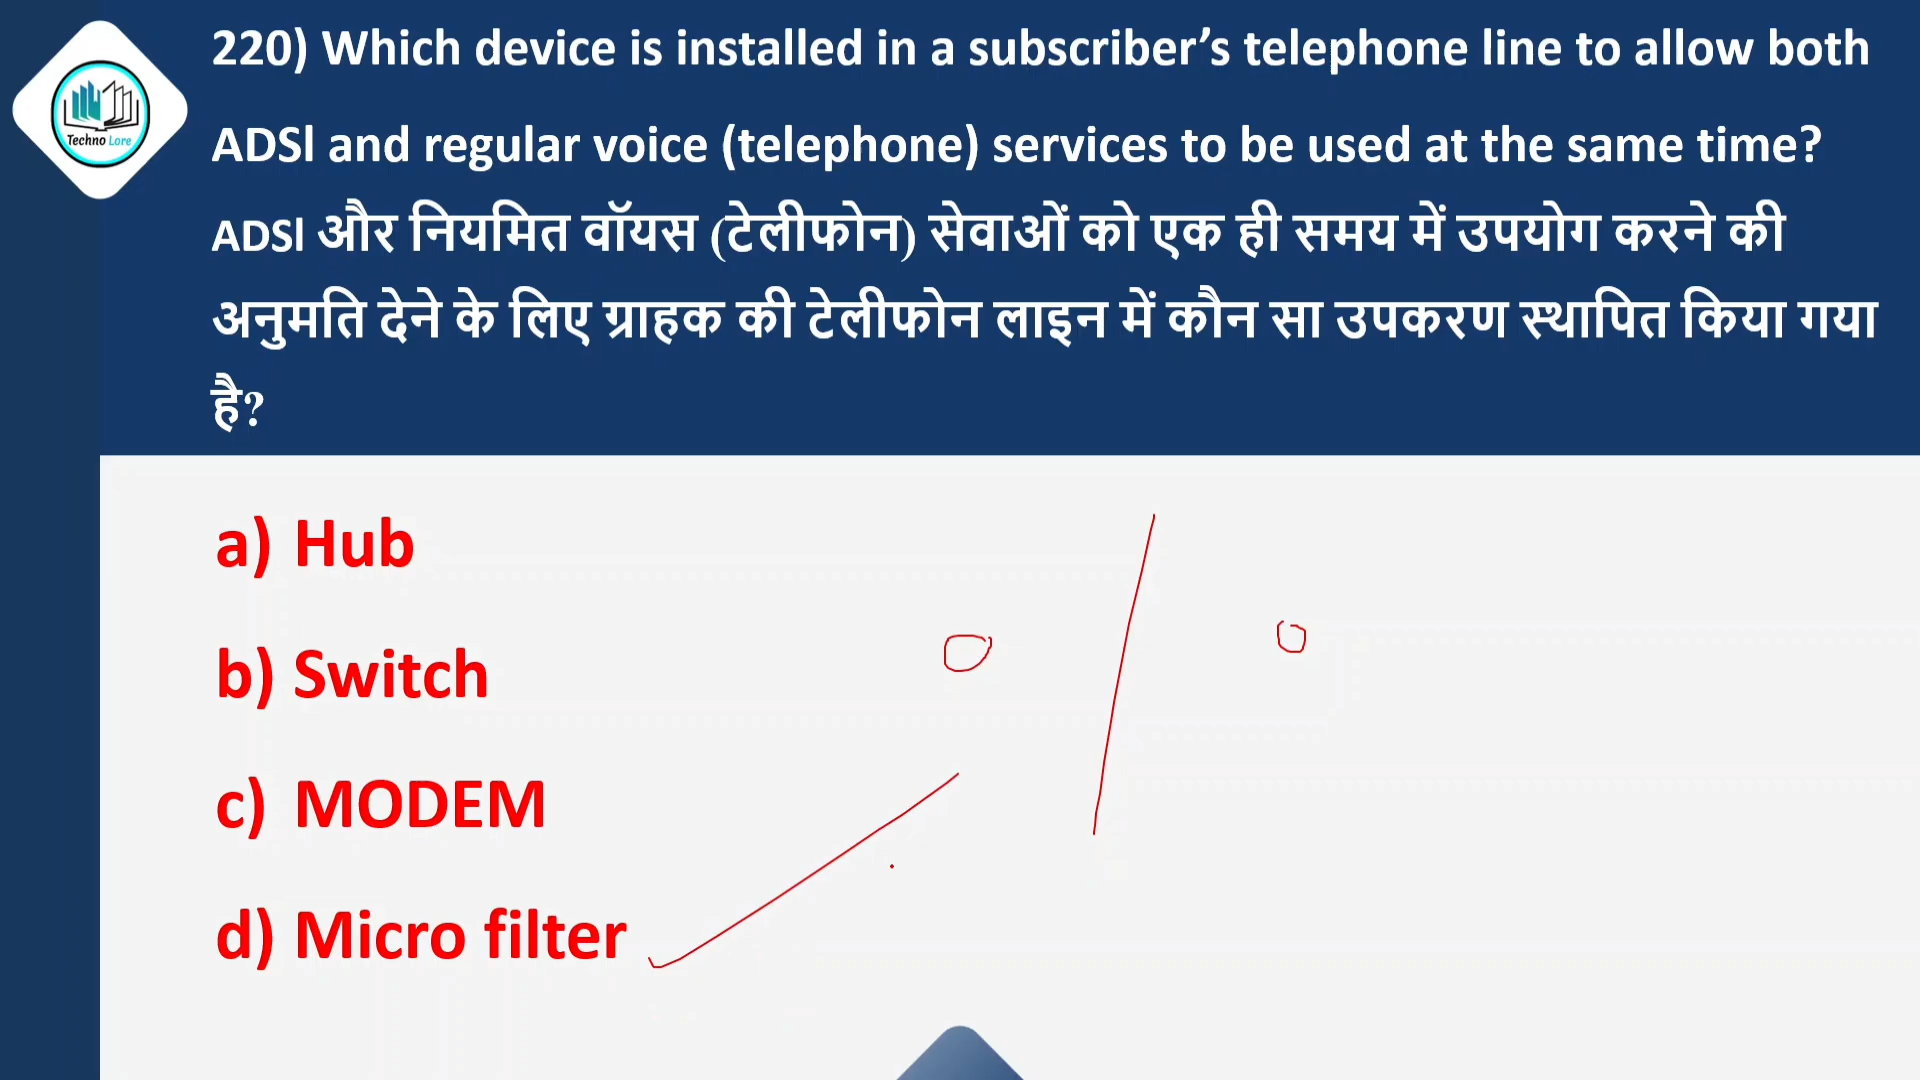 Techno Lore
220) Which device is installed in a subscriber’s telephone line to allow both
ADSl and regular voice (telephone) services to be used at the same time?
ADSl और नियमित वॉयस (टेलीफोन) सेवाओं को एक ही समय में उपयोग करने की
अनुमति देने के लिए ग्राहक की टेलीफोन लाइन में कौन सा उपकरण स्थापित किया गया
है?
a) Hub
b) Switch
c) MODEM
d) Micro filter